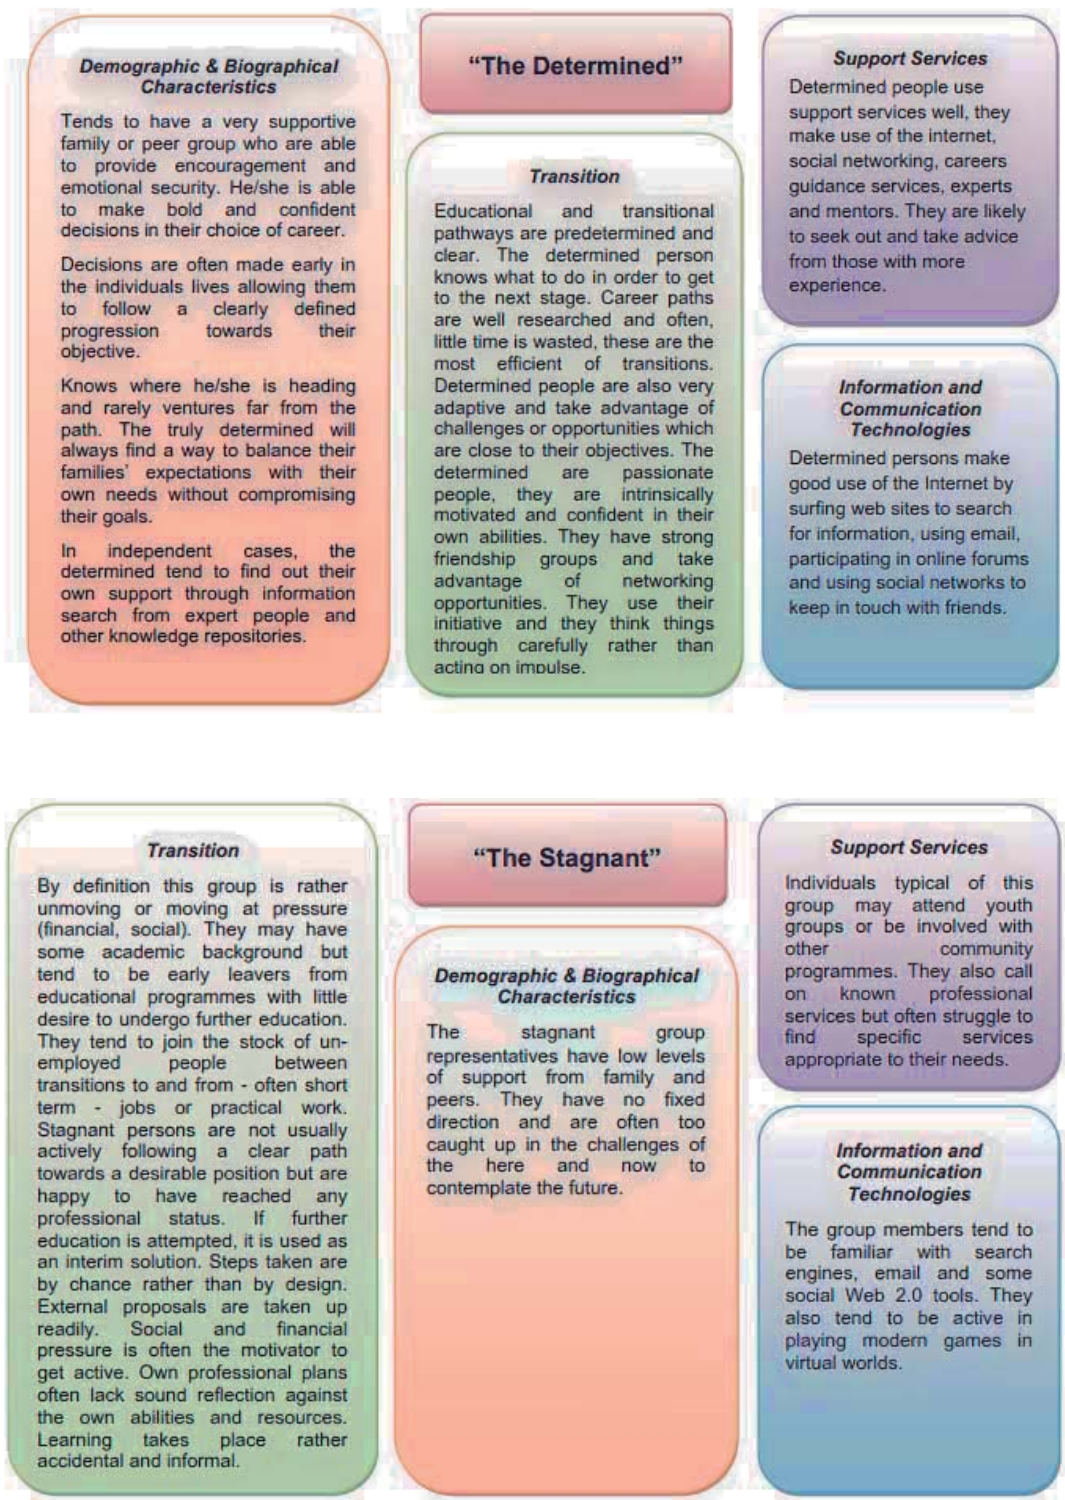 Demographic & Biographical
Characteristics
Tends to have a very supportive
family or peer group who are able
to provide encouragement and
emotional security. He/she is able
to make bold and confident
decisions in their choice of career.
Decisions are often made early in
the individuals lives allowing them
to follow a clearly defined
progression towards their
objective.
Knows where he/she is heading
and rarely ventures far from the
path. The truly determined will
always find a way to balance their
families' expectations with their
own needs without compromising
their goals.
In independent cases, the
determined tend to find out their
own support through information
search from expert people and
other knowledge repositories.
“The Determined”
Transition
Educational and transitional
pathways are predetermined and
clear. The determined person
knows what to do in order to get
to the next stage. Career paths
are well researched and often,
little time is wasted, these are the
most efficient of transitions.
Determined people are also very
adaptive and take advantage of
challenges or opportunities which
are close to their objectives. The
determined are passionate
people, they are intrinsically
motivated and confident in their
own abilities. They have strong
friendship groups and take
advantage of networking
opportunities. They use their
initiative and they think things
through carefully rather than
acting on impulse.
Support Services
Determined people use
support services well, they
make use of the internet,
social networking, careers
guidance services, experts
and mentors. They are likely
to seek out and take advice
from those with more
experience.
Information and
Communication
Technologies
Determined persons make
good use of the Internet by
surfing web sites to search
for information, using email,
participating in online forums
and using social networks to
keep in touch with friends.
Transition
By definition this group is rather
unmoving or moving at pressure
(financial, social). They may have
some academic background but
tend to be early leavers from
educational programmes with little
desire to undergo further education.
They tend to join the stock of un-
employed people between
transitions to and from - often short
term - jobs or practical work.
Stagnant persons are not usually
actively following a clear path
towards a desirable position but are
happy to have reached any
professional status. If further
education is attempted, it is used as
an interim solution. Steps taken are
by chance rather than by design.
External proposals are taken up
readily. Social and financial
pressure is often the motivator to
get active. Own professional plans
often lack sound reflection against
the own abilities and resources.
Learning takes place rather
accidental and informal.
“The Stagnant”
Demographic & Biographical
Characteristics
The stagnant group
representatives have low levels
of support from family and
peers. They have no fixed
direction and are often too
caught up in the challenges of
the here and now to
contemplate the future.
Support Services
Individuals typical of this
group may attend youth
groups or be involved with
other community
programmes. They also call
on known professional
services but often struggle to
find specific services
appropriate to their needs.
Information and
Communication
Technologies
The group members tend to
be familiar with search
engines, email and some
social Web 2.0 tools. They
also tend to be active in
playing modern games in
virtual worlds.